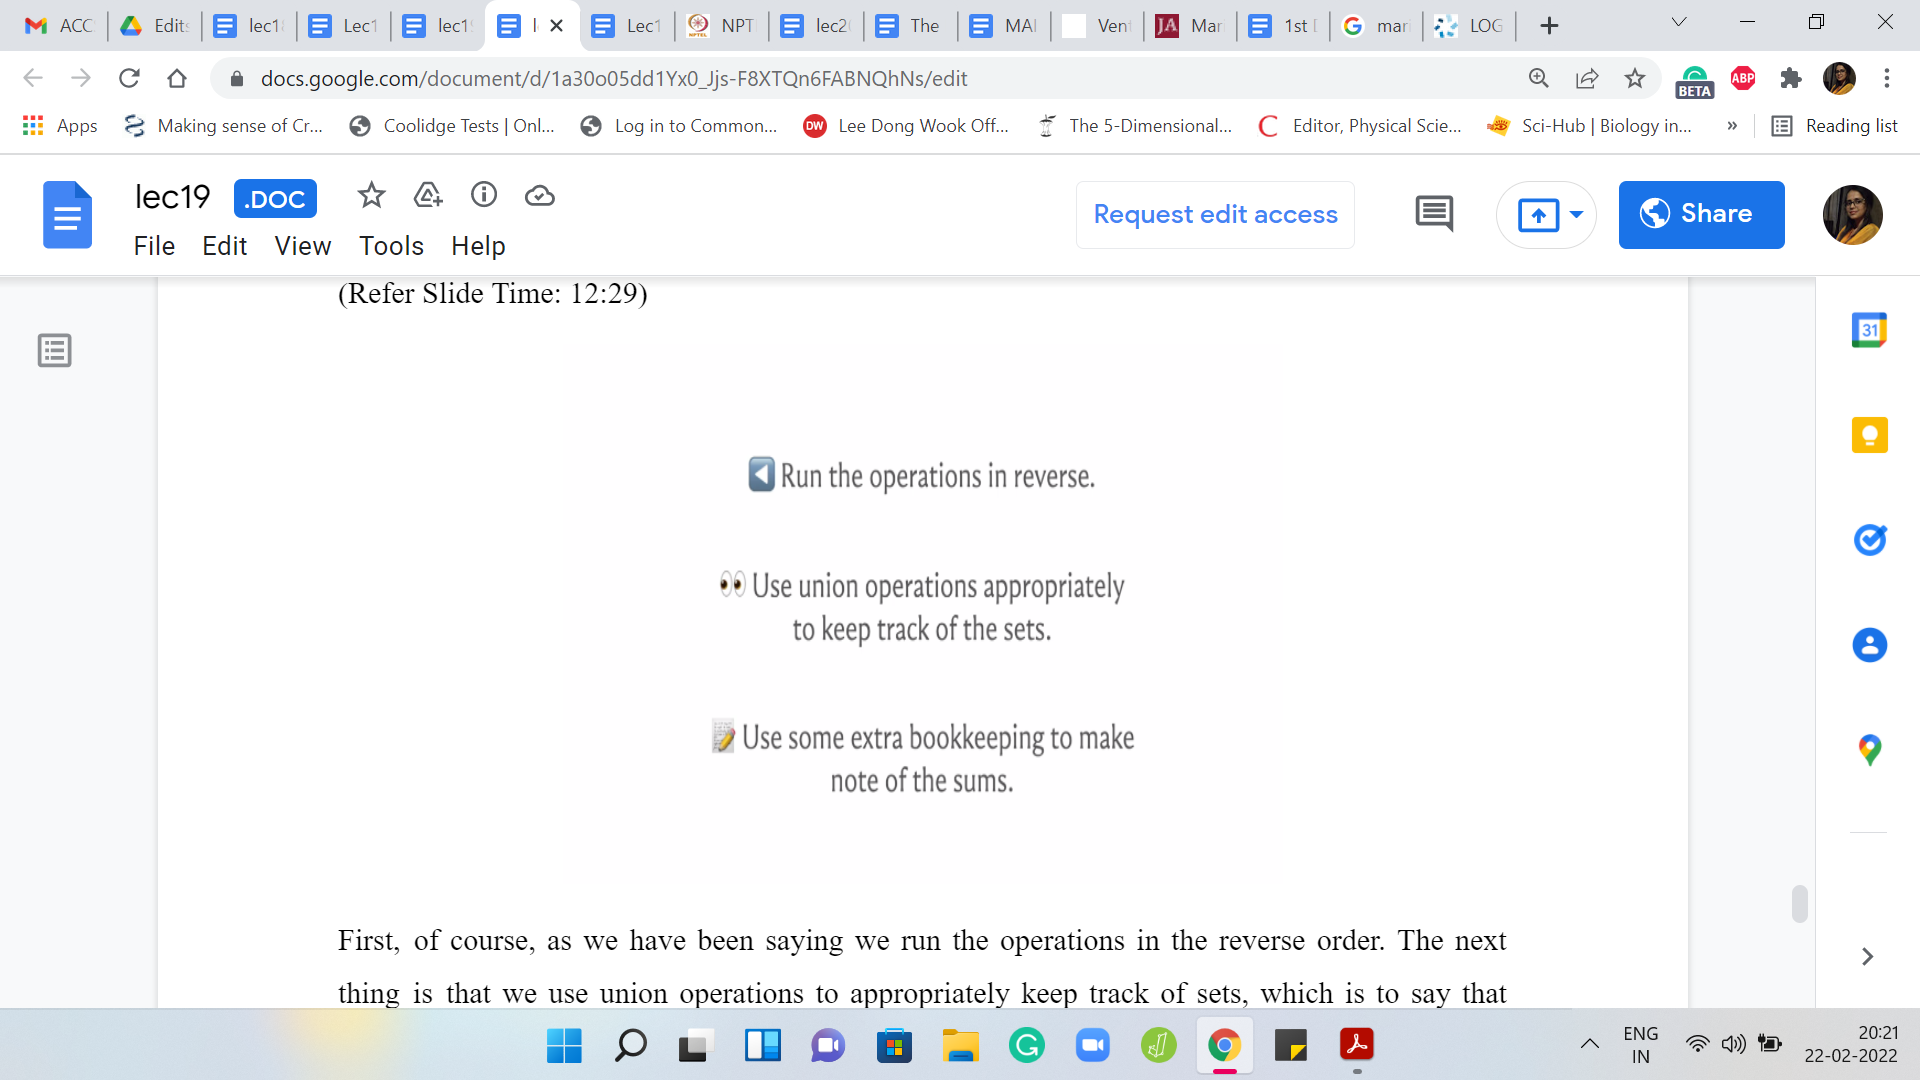 ACC Edits lec18 Lec1 lec19 l Lec1 NPT lec20 The MAI Ven Mar 1st mar LOG
docs.google.com/document/d/1a30o05dd1Yx0_Jjs-F8XTQn6FABNQhNs/edit
BETA ABP
Apps Making sense of Cr... Coolidge Tests | Onl... Log in to Common... DW Lee Dong Wook Off... The 5-Dimensional... Editor, Physical Scie... Sci-Hub | Biology in... » Reading list
lec19 .DOC
Request edit access
Share
File Edit View Tools Help
(Refer Slide Time: 12:29)
31
Run the operations in reverse.
Use union operations appropriately
to keep track of the sets.
Use some extra bookkeeping to make
note of the sums.
First, of course, as we have been saying we run the operations in the reverse order. The next
thing is that we use union operations to appropriately keep track of sets, which is to say that
ENG
IN
20:21
22-02-2022